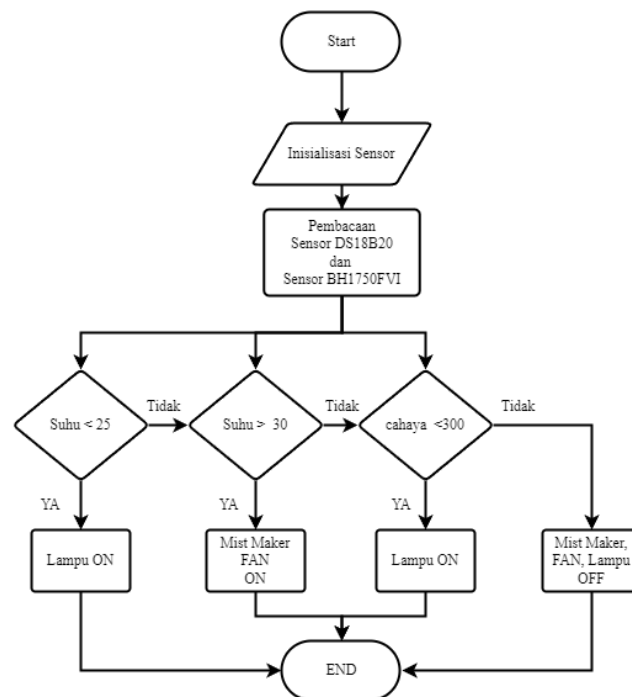 Start
Inisialisasi Sensor
Pembacaan
Sensor DS18B20
dan
Sensor BH1750FVI
Suhu < 25
Tidak
Suhu > 30
Tidak
cahaya <300
Tidak
YA
YA
YA
Lampu ON
Mist Maker
FAN
ON
Lampu ON
Mist Maker,
FAN, Lampu
OFF
END